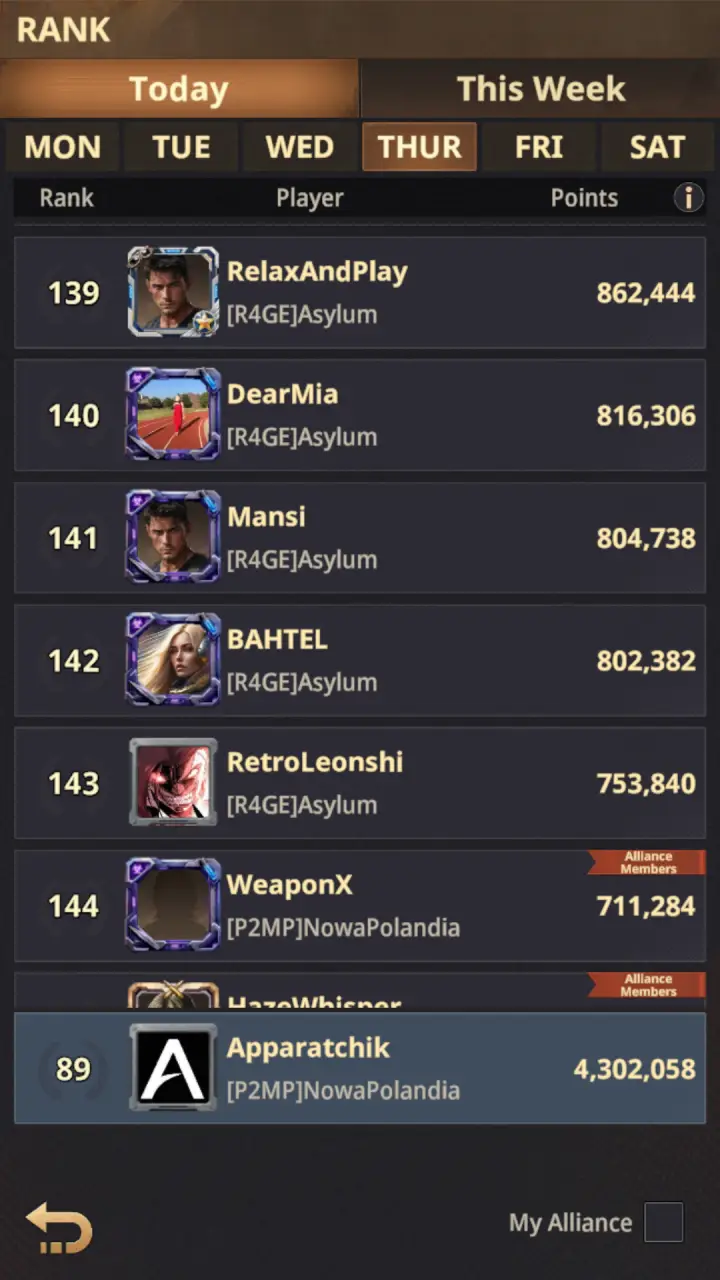 RANK
Today This Week
MON TUE WED THUR FRI SAT
Rank Player Points i
139 RelaxAndPlay 862,444
[R4GE]Asylum
140 DearMia 816,306
[R4GE]Asylum
141 Mansi 804,738
[R4GE]Asylum
142 BAHTEL 802,382
[R4GE]Asylum
143 RetroLeonshi 753,840
[R4GE]Asylum
Alliance
Members
144 WeaponX 711,284
[P2MP]NowaPolandia
Alliance
Members
HazeWhisper
89 Apparatchik 4,302,058
[P2MP]NowaPolandia
My Alliance